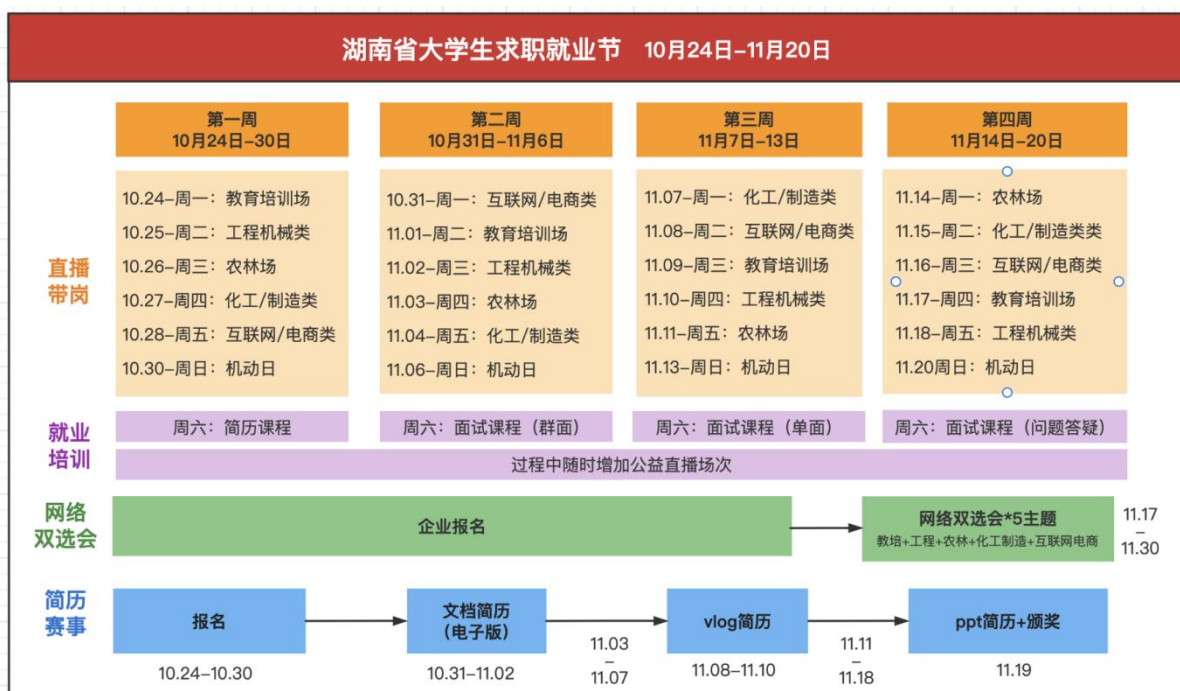 湖南省大学生求职就业节 10月24日-11月20日
第一周
10月24日-30日
第二周
10月31日-11月6日
第三周
11月7日-13日
第四周
11月14日-20日
直播
带岗
10.24-周一：教育培训场
10.25-周二：工程机械类
10.26-周三：农林场
10.27-周四：化工/制造类
10.28-周五：互联网/电商类
10.30-周日：机动日
10.31-周一：互联网/电商类
11.01-周二：教育培训场
11.02-周三：工程机械类
11.03-周四：农林场
11.04-周五：化工/制造类
11.06-周日：机动日
11.07-周一：化工/制造类
11.08-周二：互联网/电商类
11.09-周三：教育培训场
11.10-周四：工程机械类
11.11-周五：农林场
11.13-周日：机动日
11.14-周一：农林场
11.15-周二：化工/制造类类
11.16-周三：互联网/电商类
11.17-周四：教育培训场
11.18-周五：工程机械类
11.20周日：机动日
就业
培训
周六：简历课程
周六：面试课程（群面）
周六：面试课程（单面）
周六：面试课程（问题答疑）
过程中随时增加公益直播场次
网络
双选会
企业报名
网络双选会*5主题
教培+工程+农林+化工制造+互联网电商
11.17
-
11.30
简历
赛事
报名
10.24-10.30
文档简历
（电子版）
10.31-11.02
11.03
-
11.07
vlog简历
11.08-11.10
11.11
-
11.18
ppt简历+颁奖
11.19